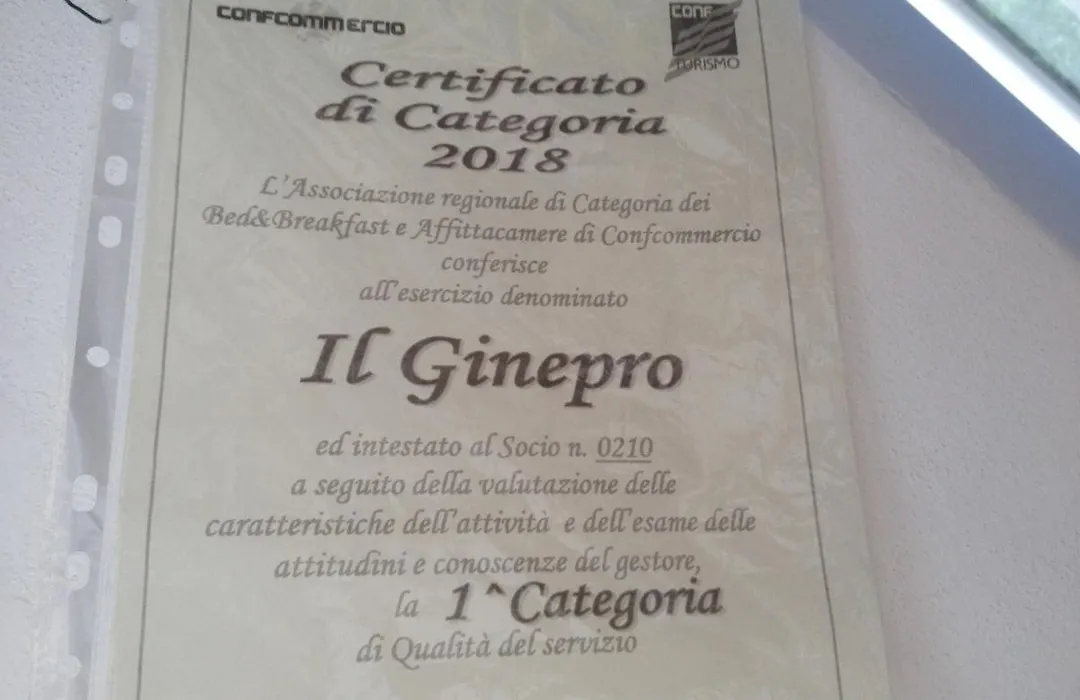 CONFCOMMERCIO
CONF
TURISMO
Certificato
di Categoria
2018
L'Associazione regionale di Categoria dei
Bed&Breakfast e Affittacamere di Confcommercio
conferisce
all'esercizio denominato
Il Ginepro
ed intestato al Socio n. 0210
a seguito della valutazione delle
caratteristiche dell'attività e dell'esame delle
attitudini e conoscenze del gestore,
la 1^Categoria
di Qualità del servizio